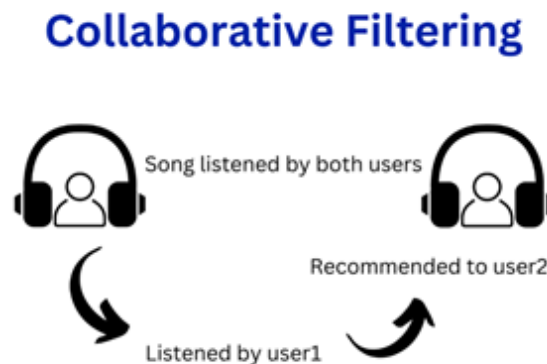 Collaborative Filtering
Song listened by both users
Recommended to user2
Listened by user1